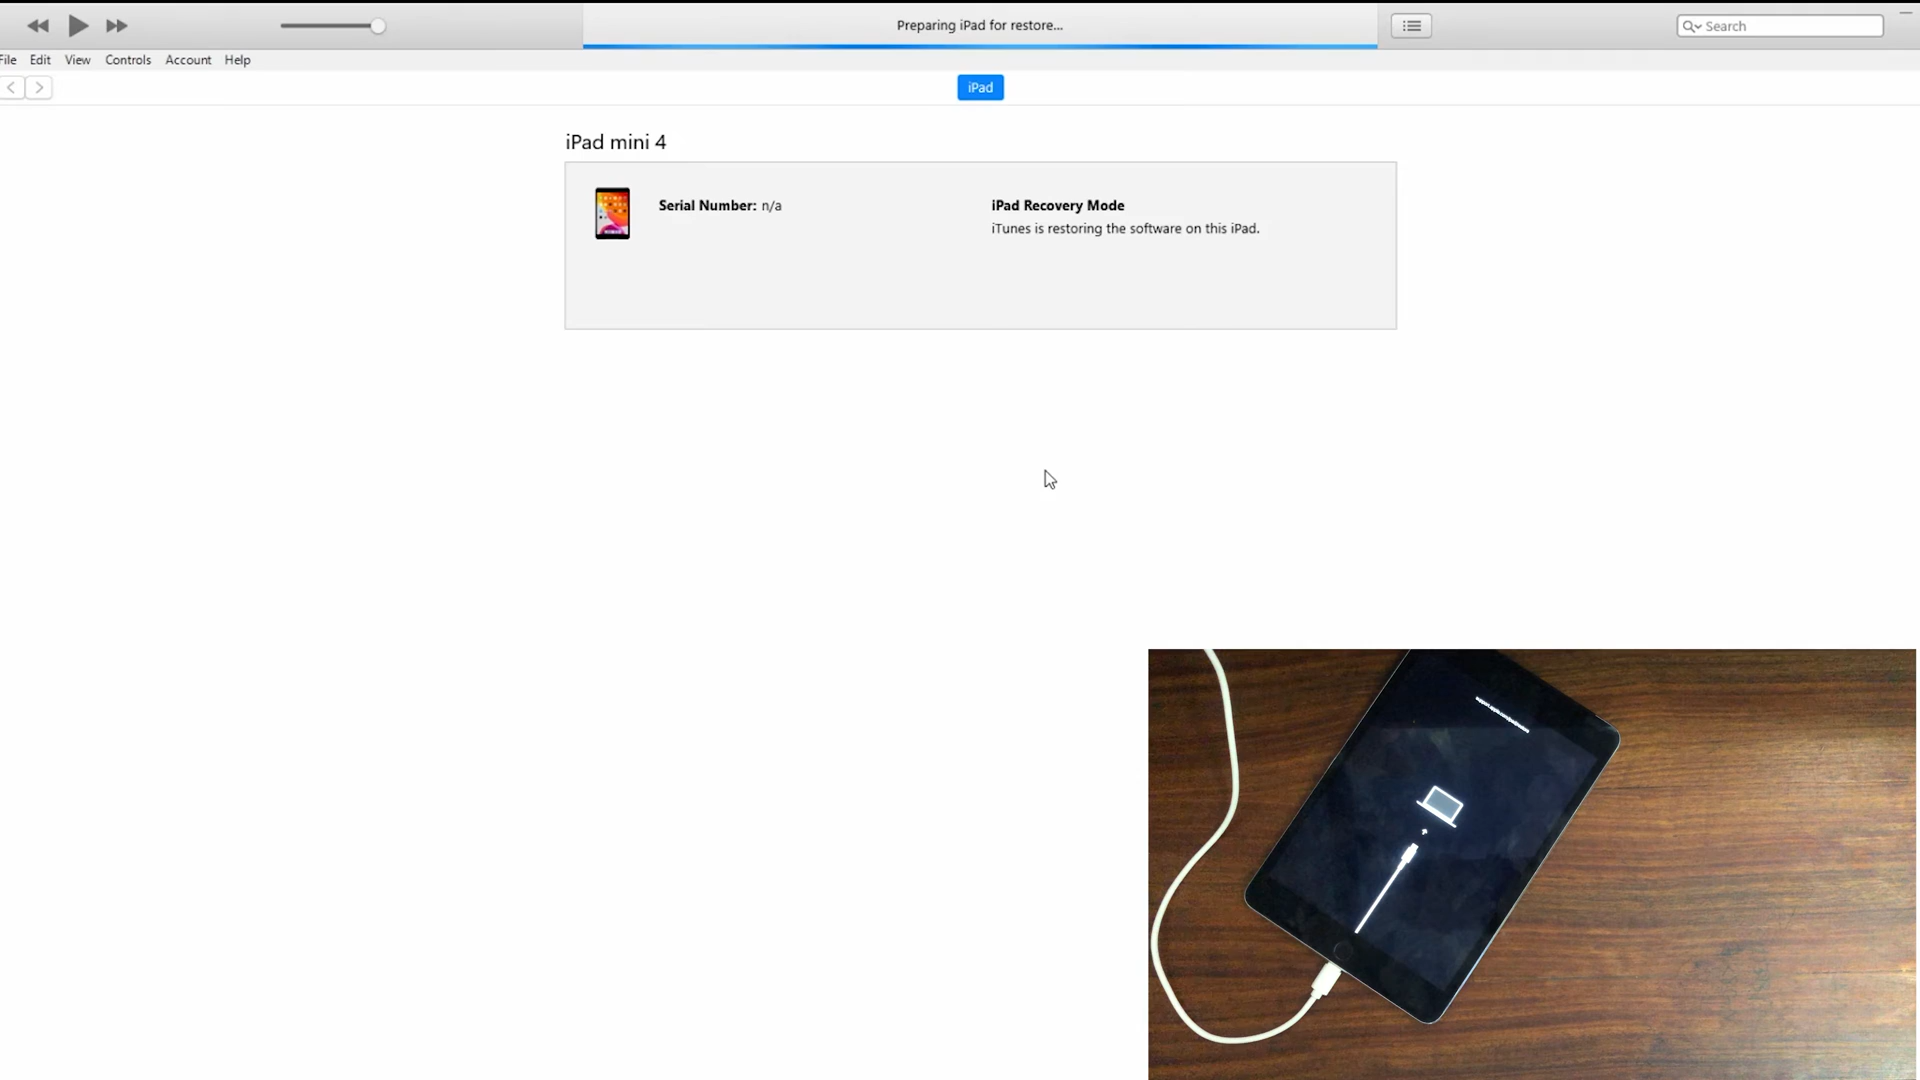 Preparing iPad for restore...
Search
File Edit View Controls Account Help
iPad
iPad mini 4
Serial Number: n/a
iPad Recovery Mode
iTunes is restoring the software on this iPad.